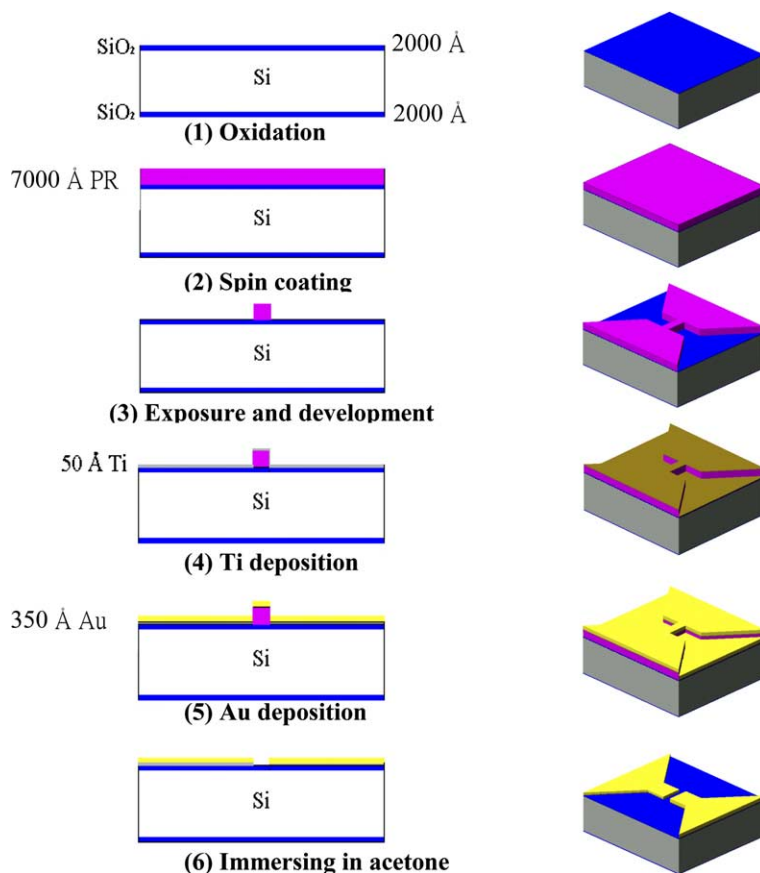 SiO₂ 2000 Å
Si
SiO₂ 2000 Å
(1) Oxidation
7000 Å PR
Si
(2) Spin coating
Si
(3) Exposure and development
50 Å Ti
Si
(4) Ti deposition
350 Å Au
Si
(5) Au deposition
Si
(6) Immersing in acetone